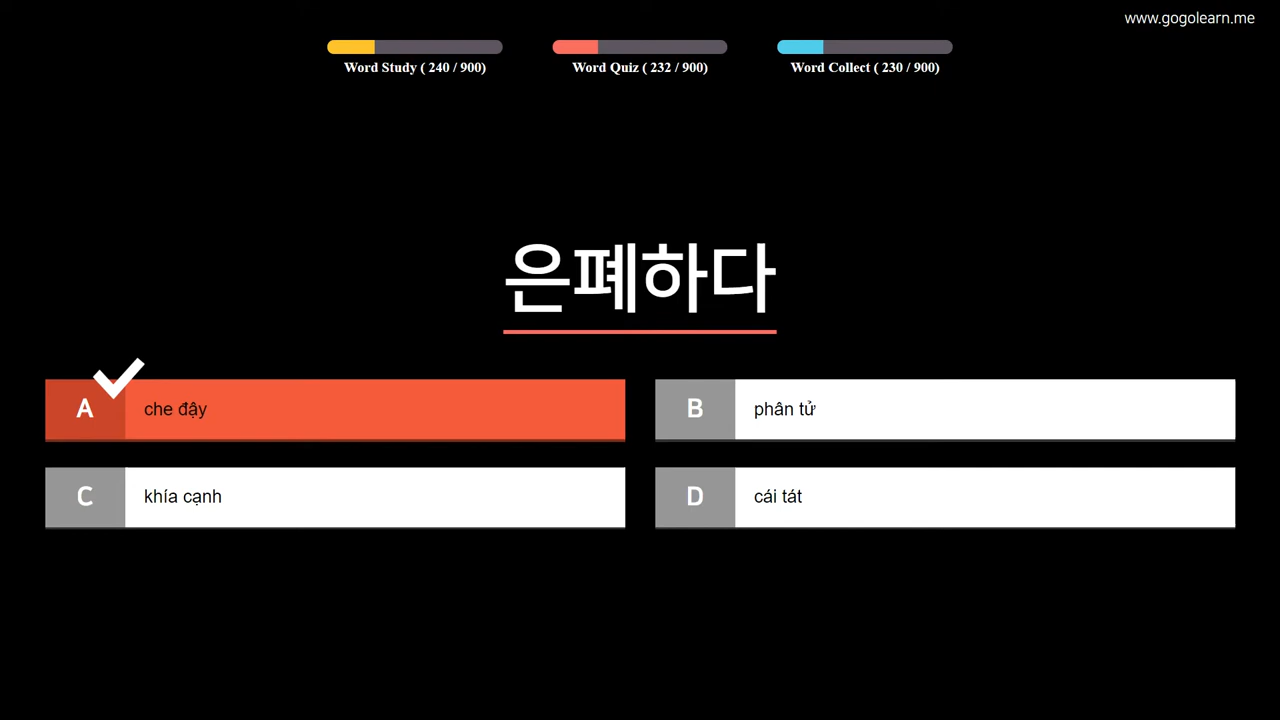 www.gogolearn.me
Word Study ( 240 / 900)
Word Quiz ( 232 / 900)
Word Collect ( 230 / 900)
은폐하다
A che đậy
B phân tử
C khía cạnh
D cái tát